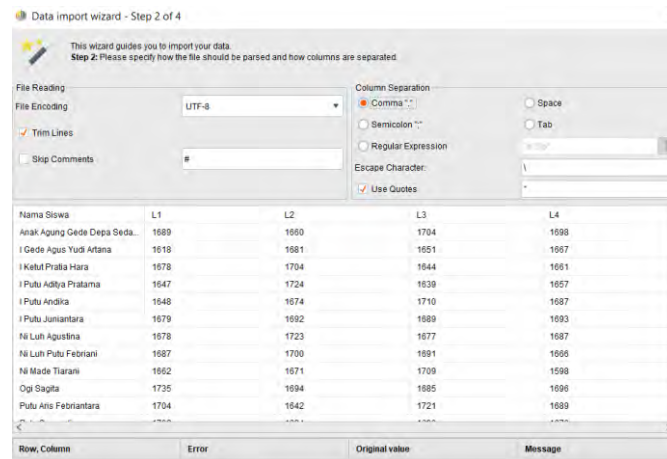 Data import wizard - Step 2 of 4
This wizard guides you to import your data.
Step 2: Please specify how the file should be parsed and how columns are separated.
File Reading
File Encoding UTF-8
Trim Lines
Skip Comments #
Column Separation
Comma ","
Space
Semicolon ";"
Tab
Regular Expression
Escape Character: \
Use Quotes "
Nama Siswa L1 L2 L3 L4
Anak Agung Gede Depa Seda... 1689 1660 1704 1698
I Gede Agus Yudi Artana 1618 1681 1651 1667
I Ketut Pratia Hara 1678 1704 1644 1661
I Putu Aditya Pratama 1647 1724 1639 1657
I Putu Andika 1648 1674 1710 1687
I Putu Juniantara 1679 1692 1689 1693
Ni Luh Agustina 1678 1723 1677 1687
Ni Luh Putu Febriani 1687 1700 1691 1666
Ni Made Tiarani 1662 1671 1709 1598
Ogi Sagita 1735 1694 1685 1696
Putu Aris Febriantara 1704 1642 1721 1689
Row, Column Error Original value Message